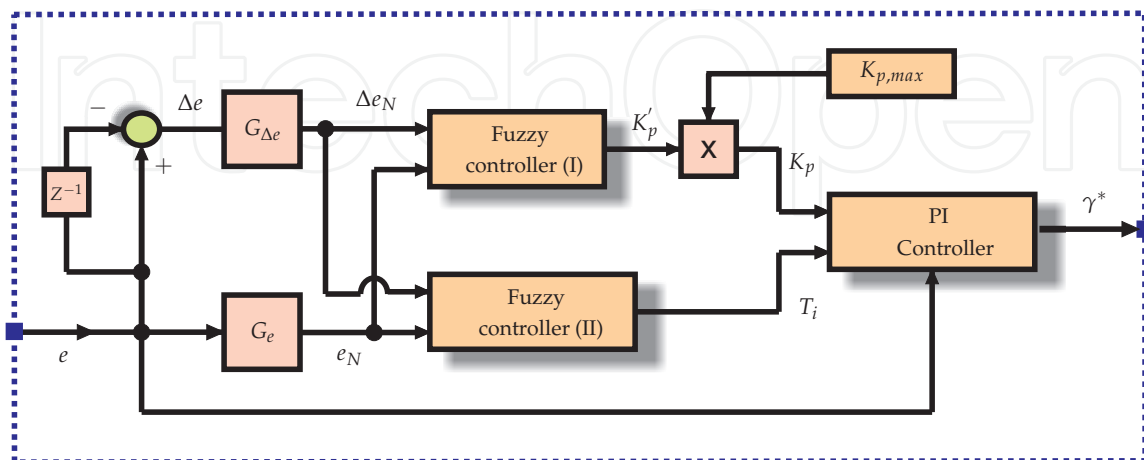 IntechOpen
K_{p,max}
−
Δe
G_{Δe}
Δe_N
Fuzzy
controller (I)
K_p^'
X
K_p
+
Z^{−1}
PI
Controller
γ*
e
G_e
e_N
Fuzzy
controller (II)
T_i